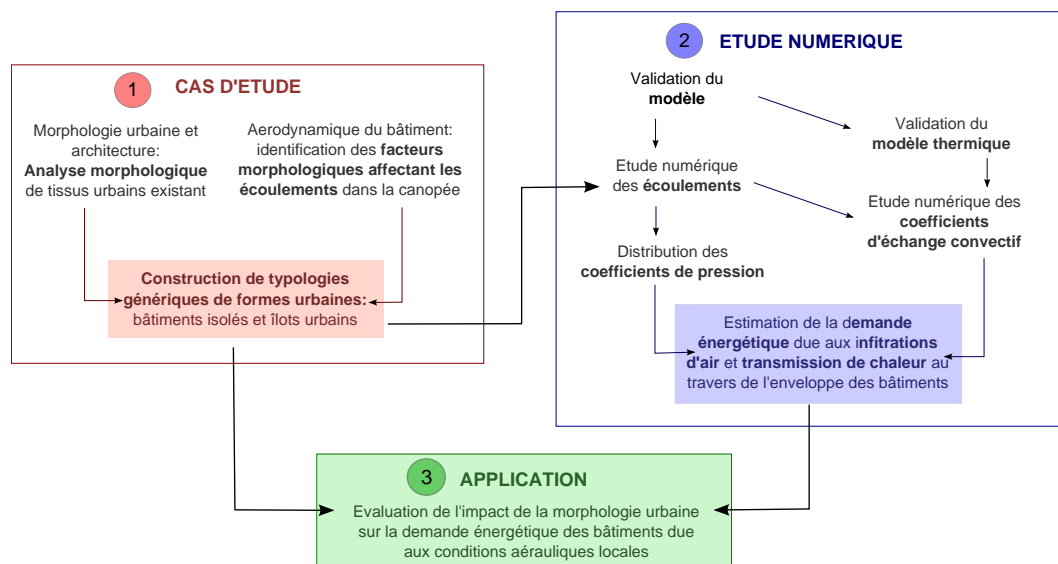 1
CAS D'ETUDE
Morphologie urbaine et
architecture:
Analyse morphologique
de tissus urbains existant
Aerodynamique du bâtiment:
identification des facteurs
morphologiques affectant les
écoulements dans la canopée
Construction de typologies
génériques de formes urbaines:
bâtiments isolés et îlots urbains
2
ETUDE NUMERIQUE
Validation du
modèle
Etude numérique
des écoulements
Distribution des
coefficients de pression
Validation du
modèle thermique
Etude numérique des
coefficients
d'échange convectif
Estimation de la demande
énergétique due aux infitrations
d'air et transmission de chaleur au
travers de l'enveloppe des bâtiments
3
APPLICATION
Evaluation de l'impact de la morphologie urbaine
sur la demande énergétique des bâtiments due
aux conditions aérauliques locales